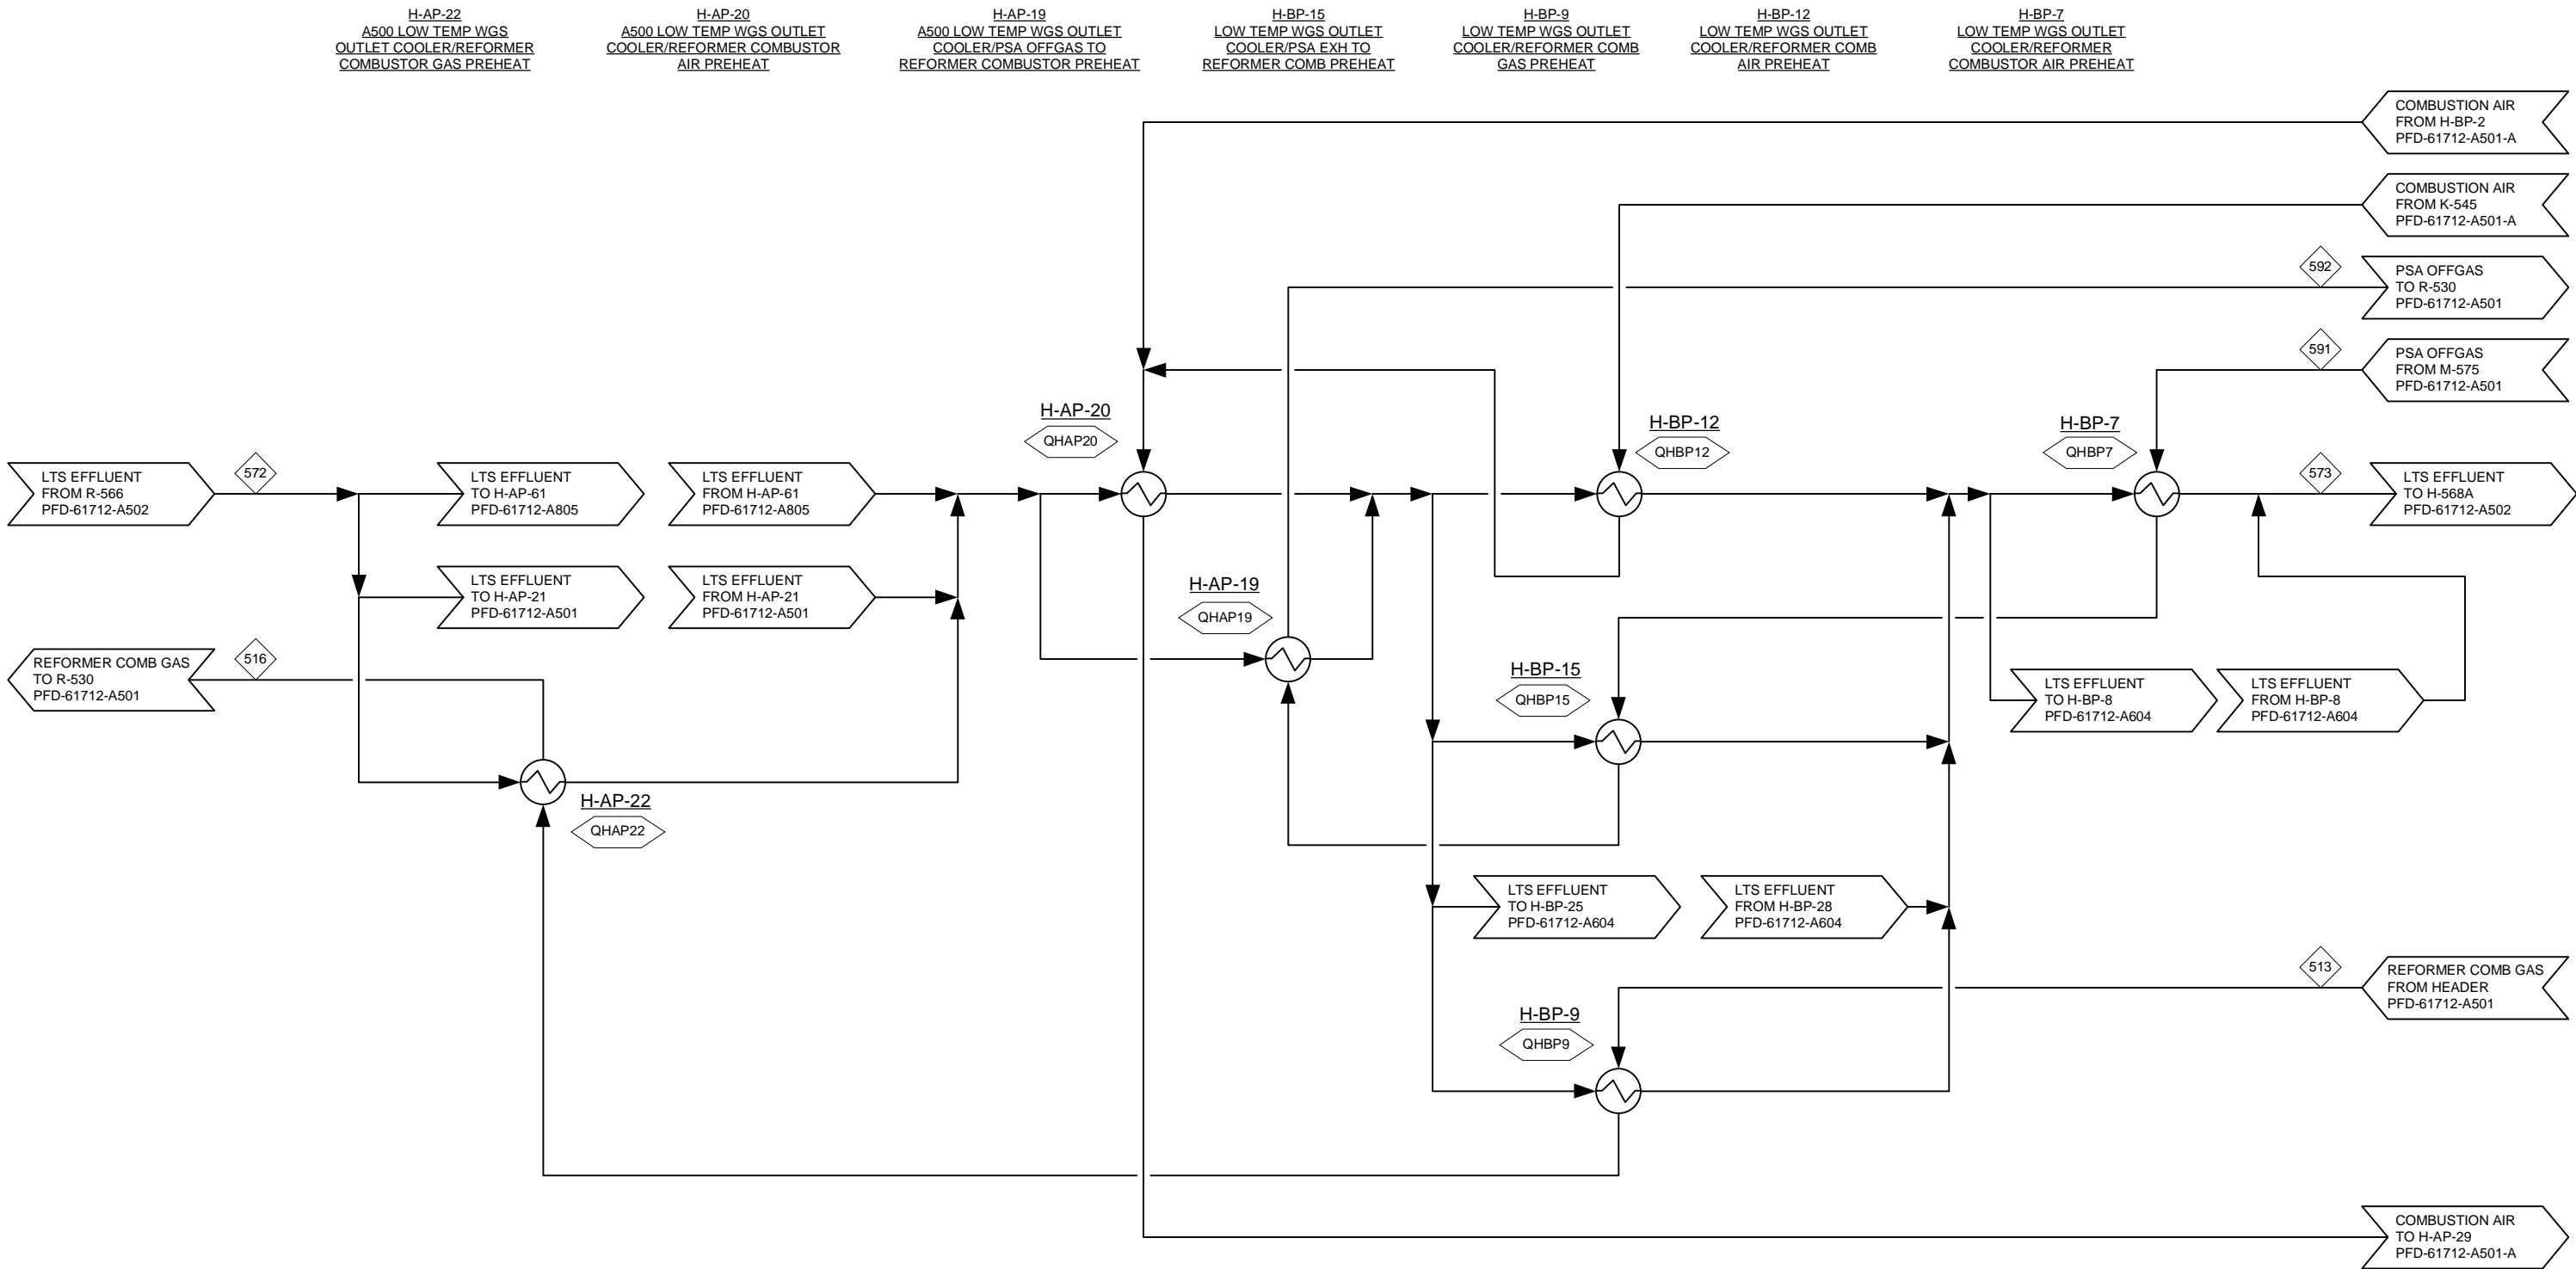 H-AP-22
A500 LOW TEMP WGS
OUTLET COOLER/REFORMER
COMBUSTOR GAS PREHEAT
H-AP-20
A500 LOW TEMP WGS OUTLET
COOLER/REFORMER COMBUSTOR
AIR PREHEAT
H-AP-19
A500 LOW TEMP WGS OUTLET
COOLER/PSA OFFGAS TO
REFORMER COMBUSTOR PREHEAT
H-BP-15
LOW TEMP WGS OUTLET
COOLER/PSA EXH TO
REFORMER COMB PREHEAT
H-BP-9
LOW TEMP WGS OUTLET
COOLER/REFORMER COMB
GAS PREHEAT
H-BP-12
LOW TEMP WGS OUTLET
COOLER/REFORMER COMB
AIR PREHEAT
H-BP-7
LOW TEMP WGS OUTLET
COOLER/REFORMER
COMBUSTOR AIR PREHEAT
COMBUSTION AIR
FROM H-BP-2
PFD-61712-A501-A
COMBUSTION AIR
FROM K-545
PFD-61712-A501-A
592
PSA OFFGAS
TO R-530
PFD-61712-A501
591
PSA OFFGAS
FROM M-575
PFD-61712-A501
H-AP-20
QHAP20
H-BP-12
QHBP12
H-BP-7
QHBP7
LTS EFFLUENT
FROM R-566
PFD-61712-A502
572
LTS EFFLUENT
TO H-AP-61
PFD-61712-A805
LTS EFFLUENT
FROM H-AP-61
PFD-61712-A805
573
LTS EFFLUENT
TO H-568A
PFD-61712-A502
LTS EFFLUENT
TO H-AP-21
PFD-61712-A501
LTS EFFLUENT
FROM H-AP-21
PFD-61712-A501
H-AP-19
QHAP19
REFORMER COMB GAS
TO R-530
PFD-61712-A501
516
H-BP-15
QHBP15
LTS EFFLUENT
TO H-BP-8
PFD-61712-A604
LTS EFFLUENT
FROM H-BP-8
PFD-61712-A604
H-AP-22
QHAP22
LTS EFFLUENT
TO H-BP-25
PFD-61712-A604
LTS EFFLUENT
FROM H-BP-28
PFD-61712-A604
513
REFORMER COMB GAS
FROM HEADER
PFD-61712-A501
H-BP-9
QHBP9
COMBUSTION AIR
TO H-AP-29
PFD-61712-A501-A